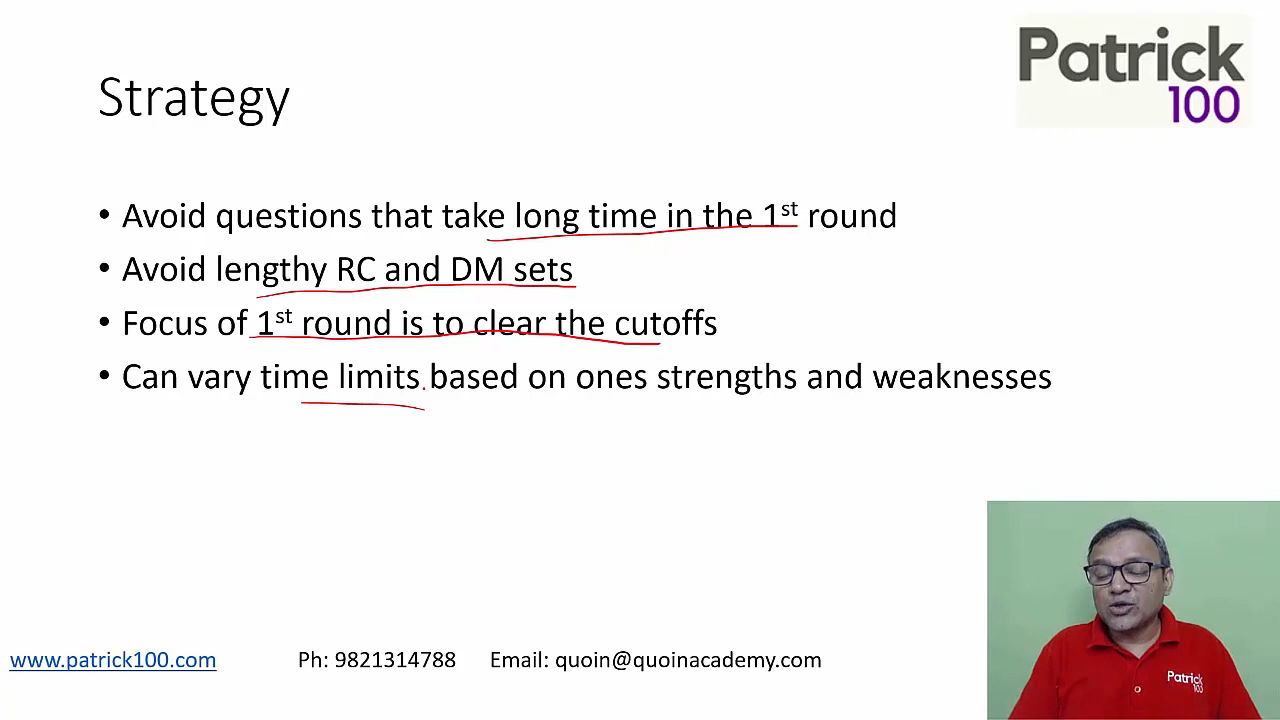 Patrick
100
Strategy
• Avoid questions that take long time in the 1st round
• Avoid lengthy RC and DM sets
• Focus of 1st round is to clear the cutoffs
• Can vary time limits based on ones strengths and weaknesses
www.patrick100.com Ph: 9821314788 Email: quoin@quoinacademy.com
Patrick
100